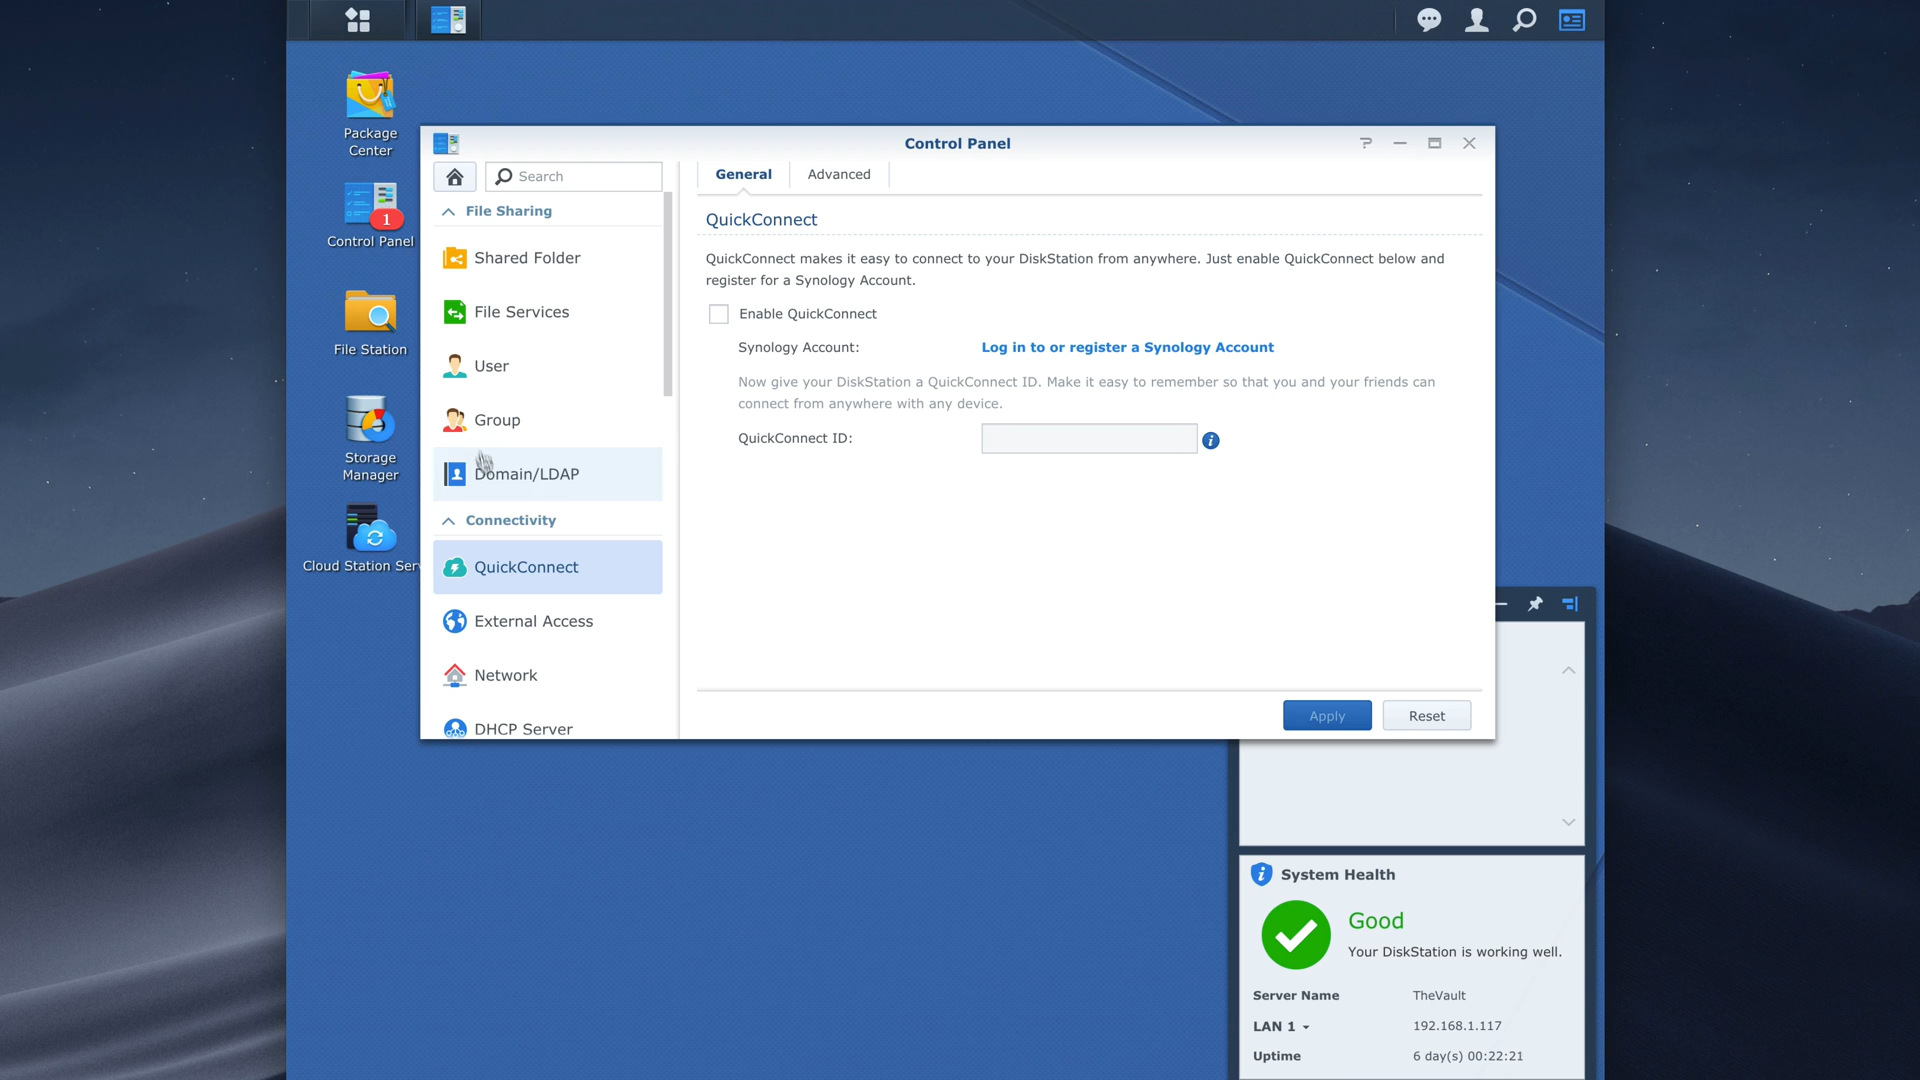 Package
Center
1
Control Panel
File Station
Storage
Manager
Cloud Station Ser
Control Panel
Search
File Sharing
Shared Folder
File Services
User
Group
Domain/LDAP
Connectivity
QuickConnect
External Access
Network
DHCP Server
General
Advanced
QuickConnect
QuickConnect makes it easy to connect to your DiskStation from anywhere. Just enable QuickConnect below and
register for a Synology Account.
Enable QuickConnect
Synology Account:
Log in to or register a Synology Account
Now give your DiskStation a QuickConnect ID. Make it easy to remember so that you and your friends can
connect from anywhere with any device.
QuickConnect ID:
Apply
Reset
System Health
Good
Your DiskStation is working well.
Server Name
TheVault
LAN 1
192.168.1.117
Uptime
6 day(s) 00:22:21